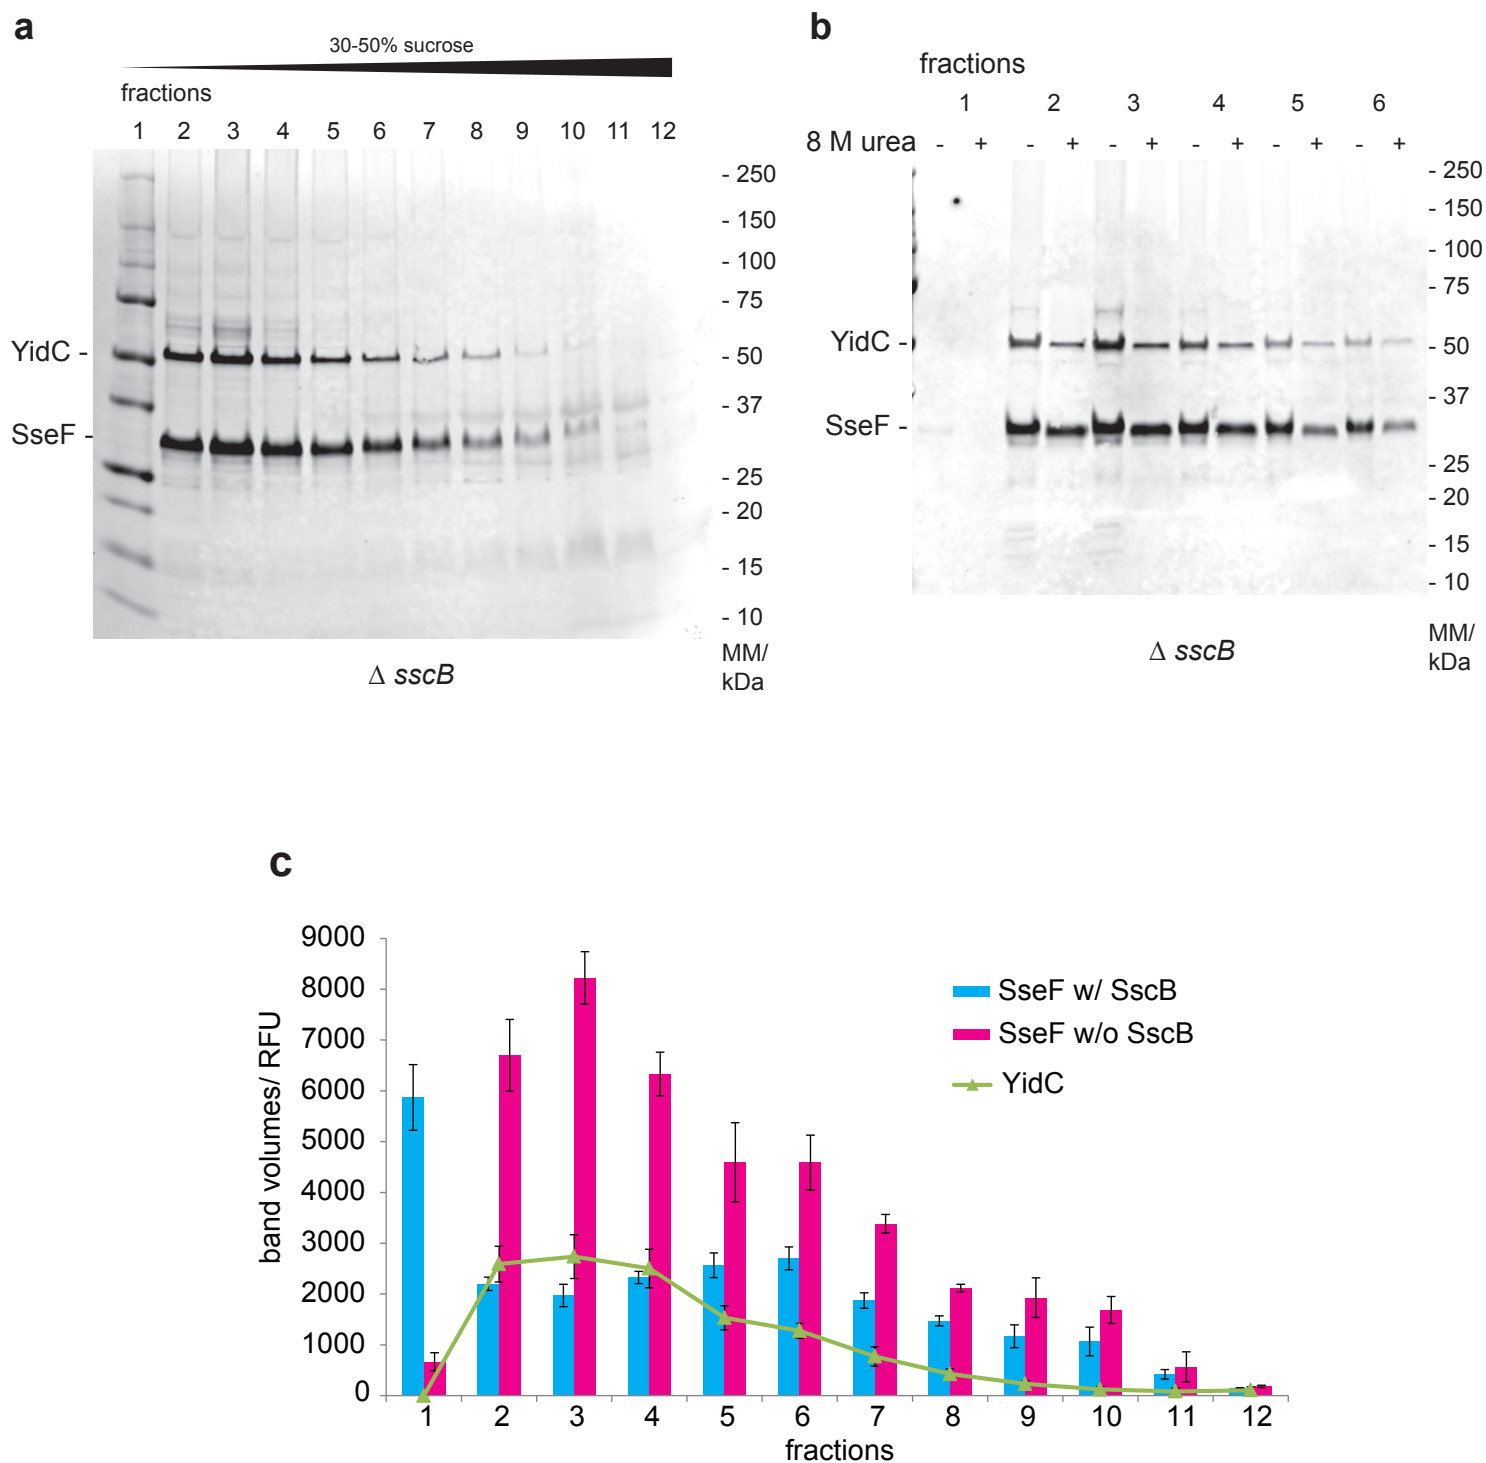 a
30-50% sucrose
fractions
1 2 3 4 5 6 7 8 9 10 11 12
- 250
- 150
- 100
- 75
YidC -
- 50
- 37
SseF -
- 25
- 20
- 15
- 10
MM/
kDa
Δ sscB
b
fractions
1 2 3 4 5 6
8 M urea - + - + - + - + - + - +
- 250
- 150
- 100
- 75
YidC -
- 50
- 37
SseF -
- 25
- 20
- 15
- 10
MM/
kDa
Δ sscB
c
band volumes/ RFU
9000
8000
7000
6000
5000
4000
3000
2000
1000
0
SseF w/ SscB
SseF w/o SscB
YidC
1 2 3 4 5 6 7 8 9 10 11 12
fractions